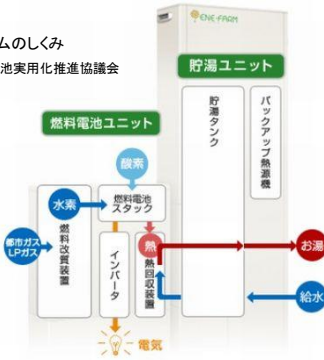 ENE・FARM
ムのしくみ
池実用化推進協議会
貯湯ユニット
貯湯タンク
バックアップ熱源機
燃料電池ユニット
酸素
水素
燃料電池
スタック
都市ガス
LPガス
燃料改質装置
インバータ
熱
熱回収装置
お湯
給水
電気